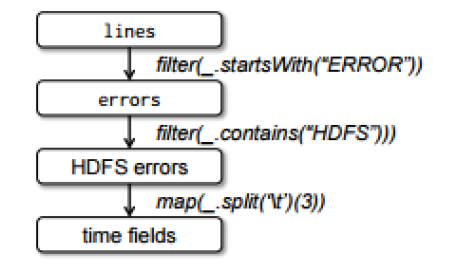 lines
filter(_.startsWith("ERROR"))
errors
filter(_.contains("HDFS")))
HDFS errors
map(_.split('\t')(3))
time fields